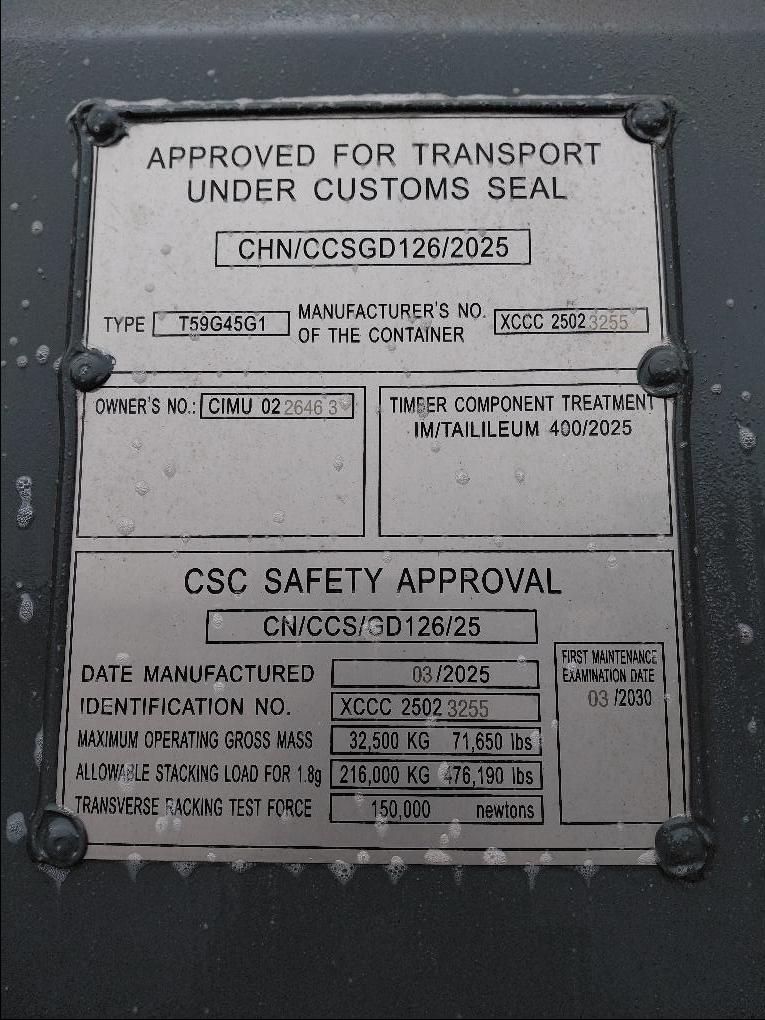 APPROVED FOR TRANSPORT
UNDER CUSTOMS SEAL
CHN/CCSGD126/2025
TYPE T59G45G1
MANUFACTURER'S NO.
OF THE CONTAINER
XCCC 2502 3255
OWNER'S NO.: CIMU 02 2646 3
TIMBER COMPONENT TREATMENT
IM/TAILILEUM 400/2025
CSC SAFETY APPROVAL
CN/CCS/GD126/25
DATE MANUFACTURED 03/2025
IDENTIFICATION NO. XCCC 2502 3255
MAXIMUM OPERATING GROSS MASS 32,500 KG 71,650 lbs
ALLOWABLE STACKING LOAD FOR 1.8g 216,000 KG 476,190 lbs
TRANSVERSE RACKING TEST FORCE 150,000 newtons
FIRST MAINTENANCE
EXAMINATION DATE
03 /2030